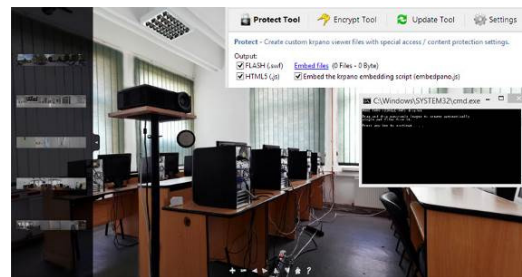 Protect Tool
Encrypt Tool
Update Tool
Settings
Protect - Create custom krpano viewer files with special access / content protection settings.
Output:
FLASH (.swf) Embed files (0 Files - 0 Byte)
HTML5 (.js) Embed the krpano embedding script (embedpano.js)
C:\Windows\SYSTEM32\cmd.exe